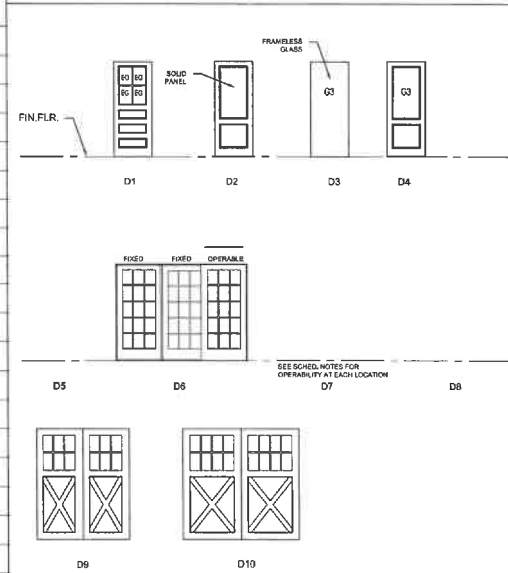 FRAMELESS
GLASS
SOLID
PANEL
EG EG
EG EG
G3
G3
FIN.FLR.
D1
D2
D3
D4
FIXED
FIXED
OPERABLE
SEE SCHED. NOTES FOR
OPERABILITY AT EACH LOCATION
D5
D6
D7
D8
D9
D10